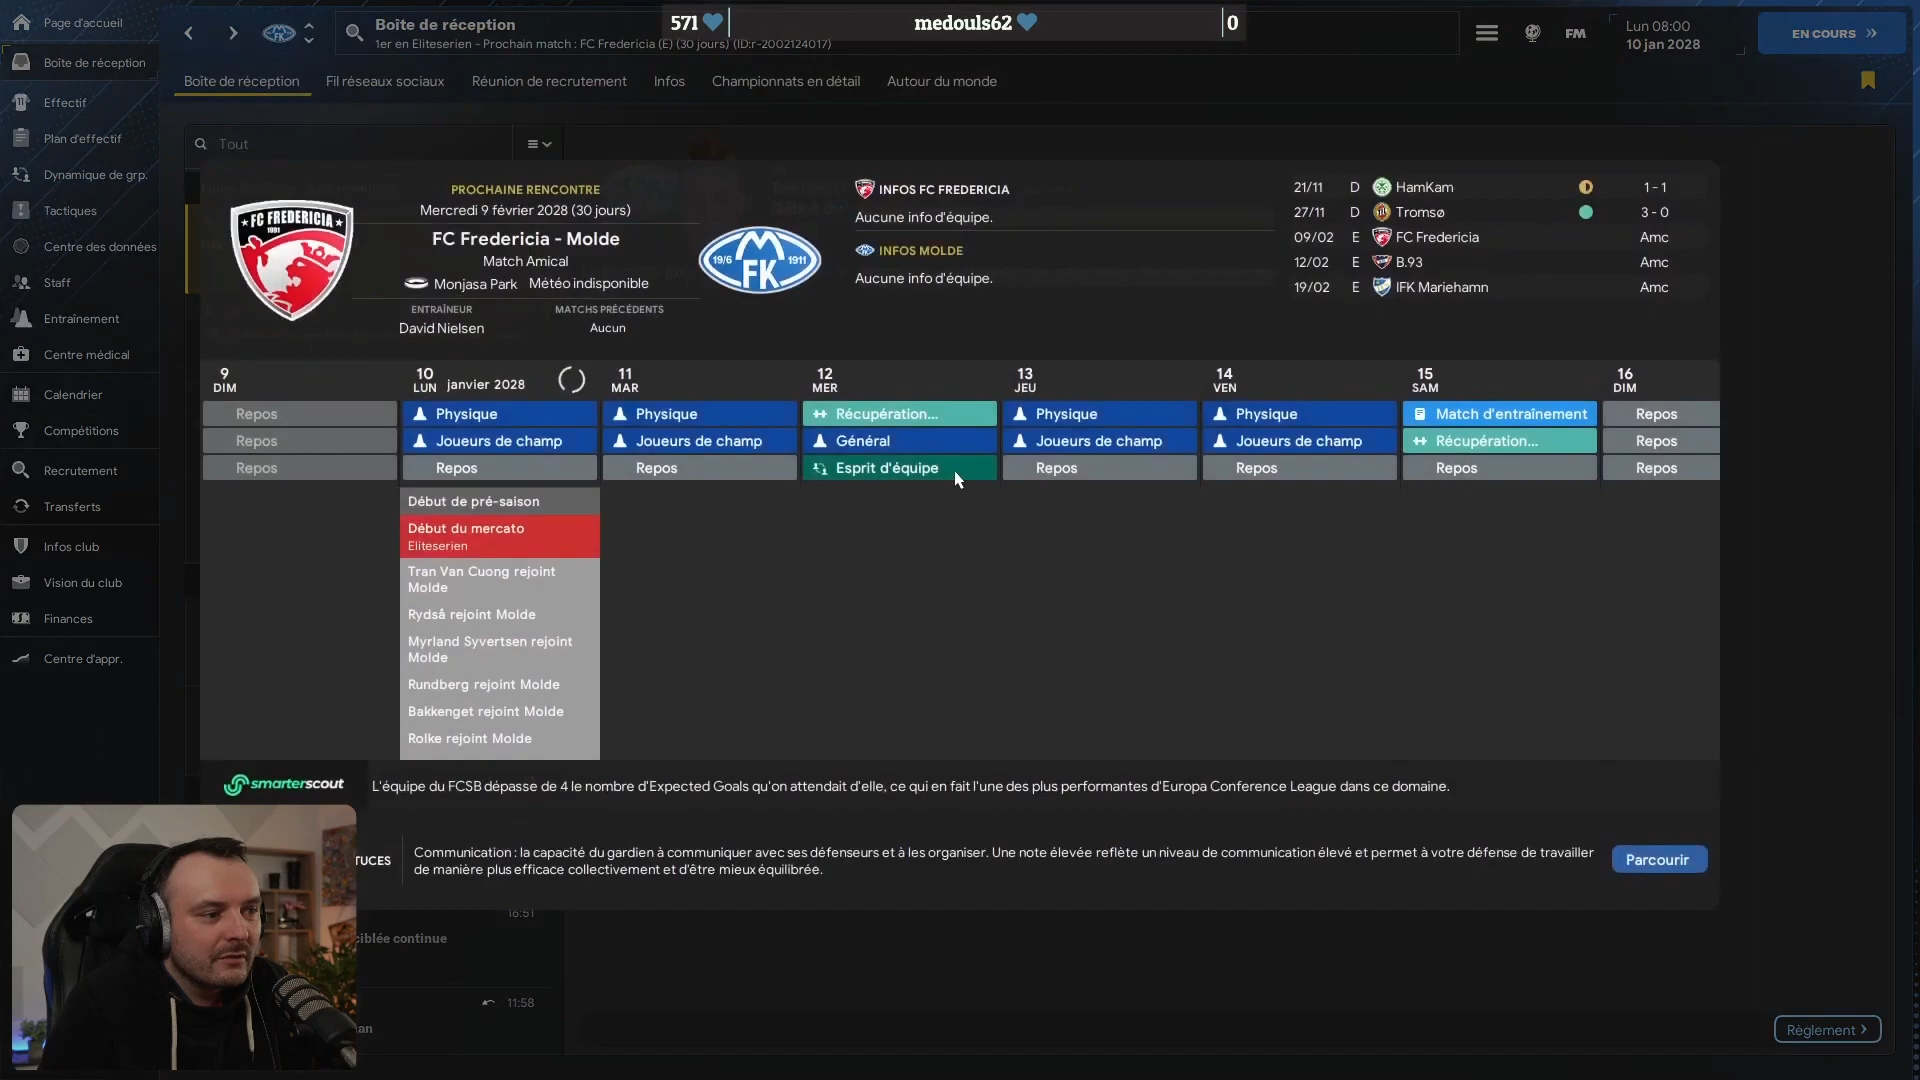 Page d'accueil
Boîte de réception
Effectif
Plan d'effectif
Dynamique de grp.
Tactiques
Centre des données
Staff
Entraînement
Centre médical
Calendrier
Compétitions
Recrutement
Transferts
Infos club
Vision du club
Finances
Centre d'appr.
Boîte de réception
1er en Eliteserien - Prochain match : FC Fredericia (E) (30 jours) (ID:r-2002124017)
571
medouls62
0
FM
Lun 08:00
10 jan 2028
EN COURS
Boîte de réception
Fil réseaux sociaux
Réunion de recrutement
Infos
Championnats en détail
Autour du monde
Tout
FC FREDERICIA
1991
PROCHAINE RENCONTRE
Mercredi 9 février 2028 (30 jours)
FC Fredericia - Molde
Match Amical
Monjasa Park
Météo indisponible
ENTRAÎNEUR
David Nielsen
MATCHS PRÉCÉDENTS
Aucun
M
19/6 FK 1911
INFOS FC FREDERICIA
Aucune info d'équipe.
INFOS MOLDE
Aucune info d'équipe.
21/11 D HamKam 1 - 1
27/11 D Tromsø 3 - 0
09/02 E FC Fredericia Amc
12/02 E B.93 Amc
19/02 E IFK Mariehamn Amc
9
DIM
Repos
Repos
Repos
10
LUN janvier 2028
Physique
Joueurs de champ
Repos
Début de pré-saison
Début du mercato
Eliteserien
Tran Van Cuong rejoint
Molde
Rydså rejoint Molde
Myrland Syvertsen rejoint
Molde
Rundberg rejoint Molde
Bakkenget rejoint Molde
Rolke rejoint Molde
11
MAR
Physique
Joueurs de champ
Repos
12
MER
Récupération...
Général
Esprit d'équipe
13
JEU
Physique
Joueurs de champ
Repos
14
VEN
Physique
Joueurs de champ
Repos
15
SAM
Match d'entraînement
Récupération...
Repos
16
DIM
Repos
Repos
Repos
smarterscout
L'équipe du FCSB dépasse de 4 le nombre d'Expected Goals qu'on attendait d'elle, ce qui en fait l'une des plus performantes d'Europa Conference League dans ce domaine.
TUCES
Communication : la capacité du gardien à communiquer avec ses défenseurs et à les organiser. Une note élevée reflète un niveau de communication élevé et permet à votre défense de travailler
de manière plus efficace collectivement et d'être mieux équilibrée.
Parcourir
16:51
ciblée continue
11:58
an
Règlement